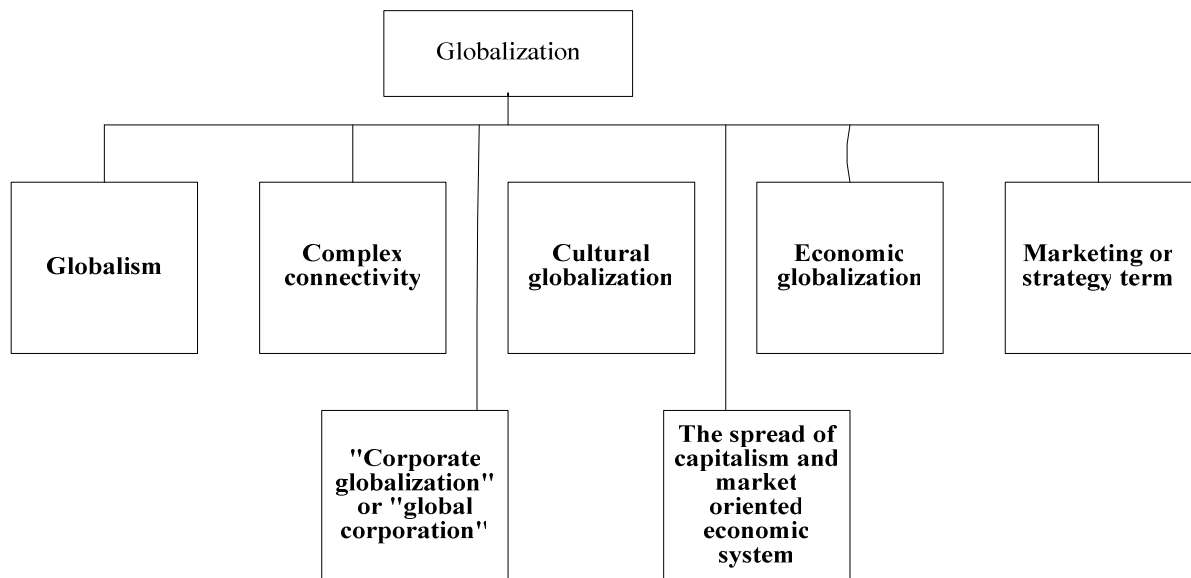 Globalization
Globalism
Complex
connectivity
Cultural
globalization
Economic
globalization
Marketing or
strategy term
"Corporate
globalization"
or "global
corporation"
The spread of
capitalism and
market
oriented
economic
system